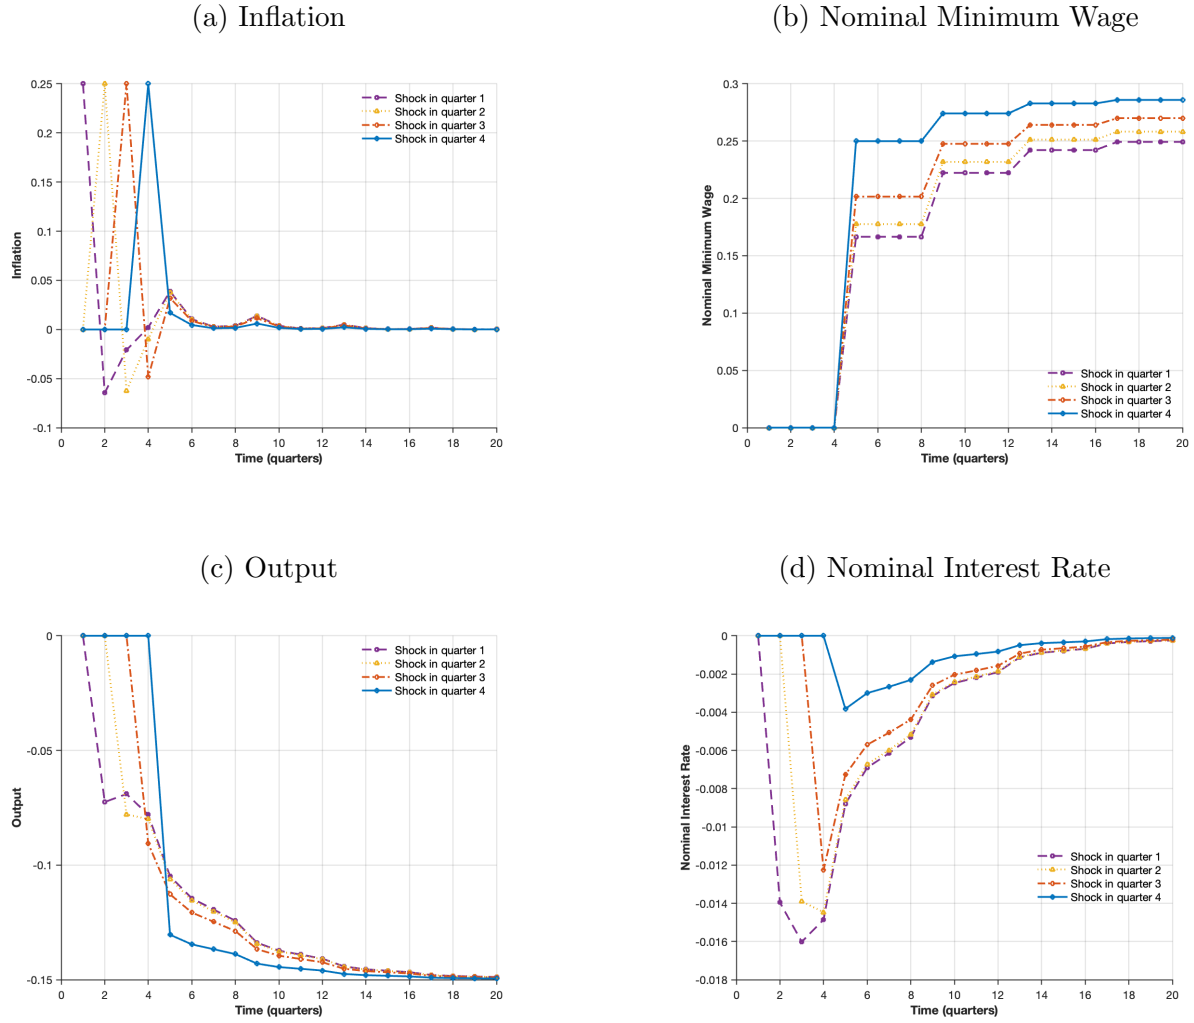 (a) Inflation
0.25
0.2
0.15
0.1
0.05
0
-0.05
-0.1
Inflation
0 2 4 6 8 10 12 14 16 18 20
Time (quarters)
Shock in quarter 1
Shock in quarter 2
Shock in quarter 3
Shock in quarter 4
(b) Nominal Minimum Wage
0.3
0.25
0.2
0.15
0.1
0.05
0
Nominal Minimum Wage
0 2 4 6 8 10 12 14 16 18 20
Time (quarters)
Shock in quarter 1
Shock in quarter 2
Shock in quarter 3
Shock in quarter 4
(c) Output
0
-0.05
-0.1
-0.15
Output
0 2 4 6 8 10 12 14 16 18 20
Time (quarters)
Shock in quarter 1
Shock in quarter 2
Shock in quarter 3
Shock in quarter 4
(d) Nominal Interest Rate
0
-0.002
-0.004
-0.006
-0.008
-0.01
-0.012
-0.014
-0.016
-0.018
Nominal Interest Rate
0 2 4 6 8 10 12 14 16 18 20
Time (quarters)
Shock in quarter 1
Shock in quarter 2
Shock in quarter 3
Shock in quarter 4